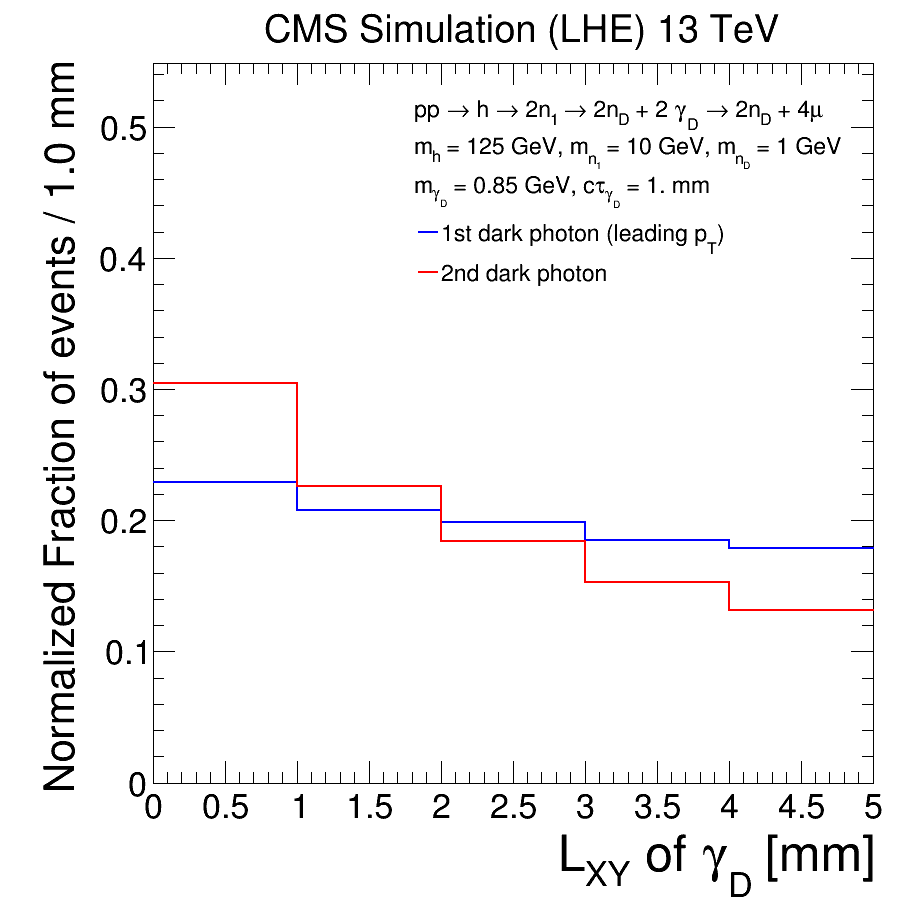 CMS Simulation (LHE) 13 TeV
Normalized Fraction of events / 1.0 mm
pp → h → 2n1 → 2nD + 2 γD → 2nD + 4μ
mh = 125 GeV, mn1 = 10 GeV, mnD = 1 GeV
mγD = 0.85 GeV, cτγD = 1. mm
1st dark photon (leading pT)
2nd dark photon
0.5
0.4
0.3
0.2
0.1
0
0 0.5 1 1.5 2 2.5 3 3.5 4 4.5 5
LXY of γD [mm]